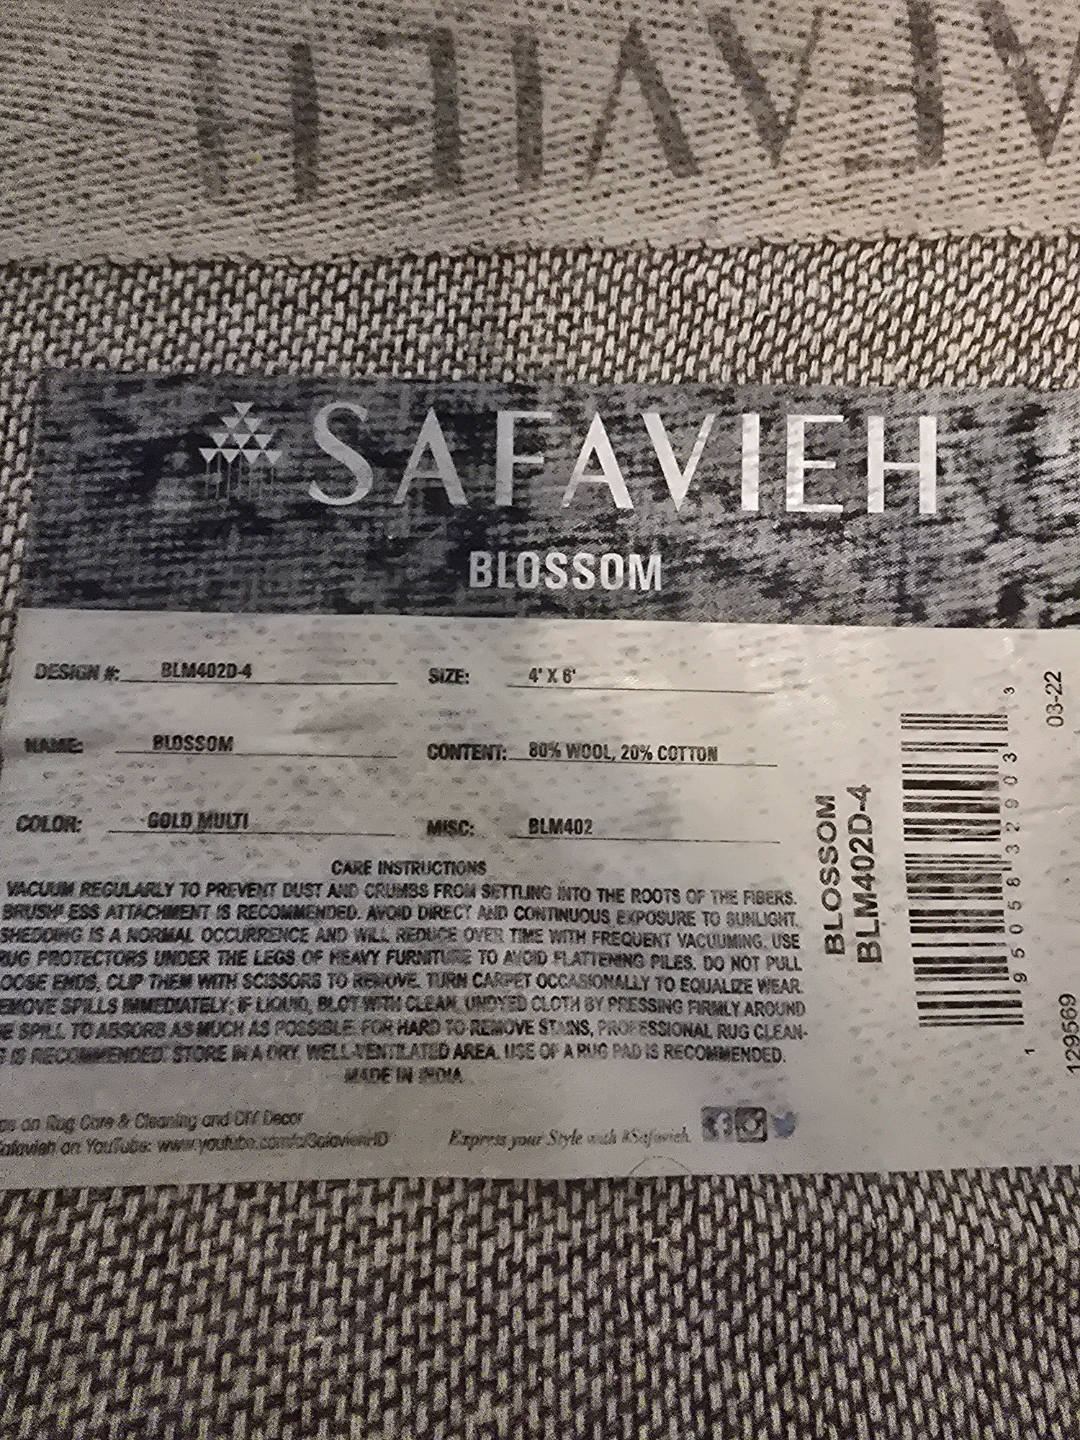 SAFAVIEH
SAFAVIEH
BLOSSOM
DESIGN #: BLM402D-4
SIZE: 4' X 6'
NAME: BLOSSOM
CONTENT: 80% WOOL, 20% COTTON
COLOR: GOLD MULTI
MISC: BLM402
CARE INSTRUCTIONS
VACUUM REGULARLY TO PREVENT DUST AND CRUMBS FROM SETTLING INTO THE ROOTS OF THE FIBERS.
ATTACHMENT IS RECOMMENDED. AVOID DIRECT AND CONTINUOUS EXPOSURE TO SUNLIGHT.
SHEDDING IS A NORMAL OCCURRENCE AND WILL REDUCE OVER TIME WITH FREQUENT VACUUMING. USE
RUG PROTECTORS UNDER THE LEGS OF HEAVY FURNITURE TO AVOID FLATTENING PILES. DO NOT PULL
OOSE ENDS, CLIP THEM WITH SCISSORS TO REMOVE. TURN CARPET OCCASIONALLY TO EQUALIZE WEAR.
EMOVE SPILLS IMMEDIATELY; IF LIQUID, BLOT WITH CLEAN, UNDYED CLOTH BY PRESSING FIRMLY AROUND
E SPILL TO ABSORB AS MUCH AS POSSIBLE. FOR HARD TO REMOVE STAINS, PROFESSIONAL RUG CLEAN-
G IS RECOMMENDED. STORE IN A DRY, WELL-VENTILATED AREA. USE OF A RUG PAD IS RECOMMENDED.
MADE IN INDIA
ps on Rug Care & Cleaning and DIY Decor
afavieh on YouTube: www.youtube.com/c/SafaviehHD
Express your Style with #Safavieh
BLOSSOM
BLM402D-4
1 95058 32903 3
129569
03-22